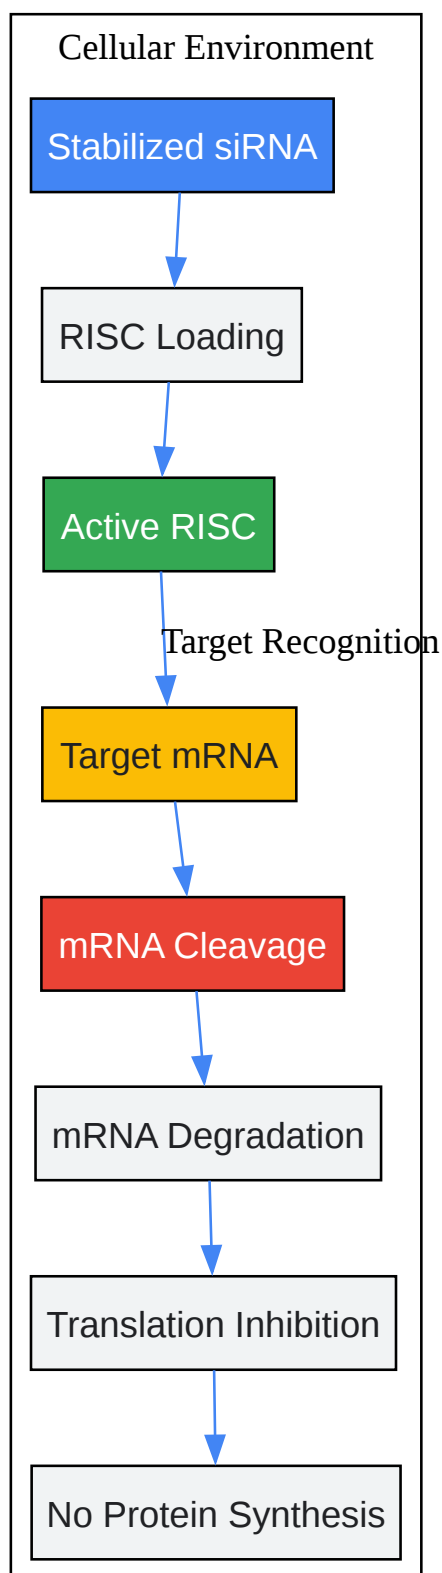 Cellular Environment
Stabilized siRNA
RISC Loading
Active RISC
Target Recognition
Target mRNA
mRNA Cleavage
mRNA Degradation
Translation Inhibition
No Protein Synthesis